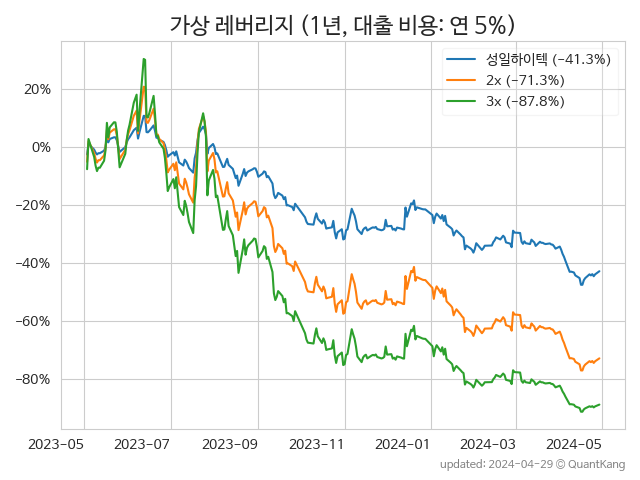 가상 레버리지 (1년, 대출 비용: 연 5%)
성일하이텍 (−41.3%)
2x (−71.3%)
3x (−87.8%)
20%
0%
−20%
−40%
−60%
−80%
2023-05 2023-07 2023-09 2023-11 2024-01 2024-03 2024-05
updated: 2024-04-29 © QuantKang